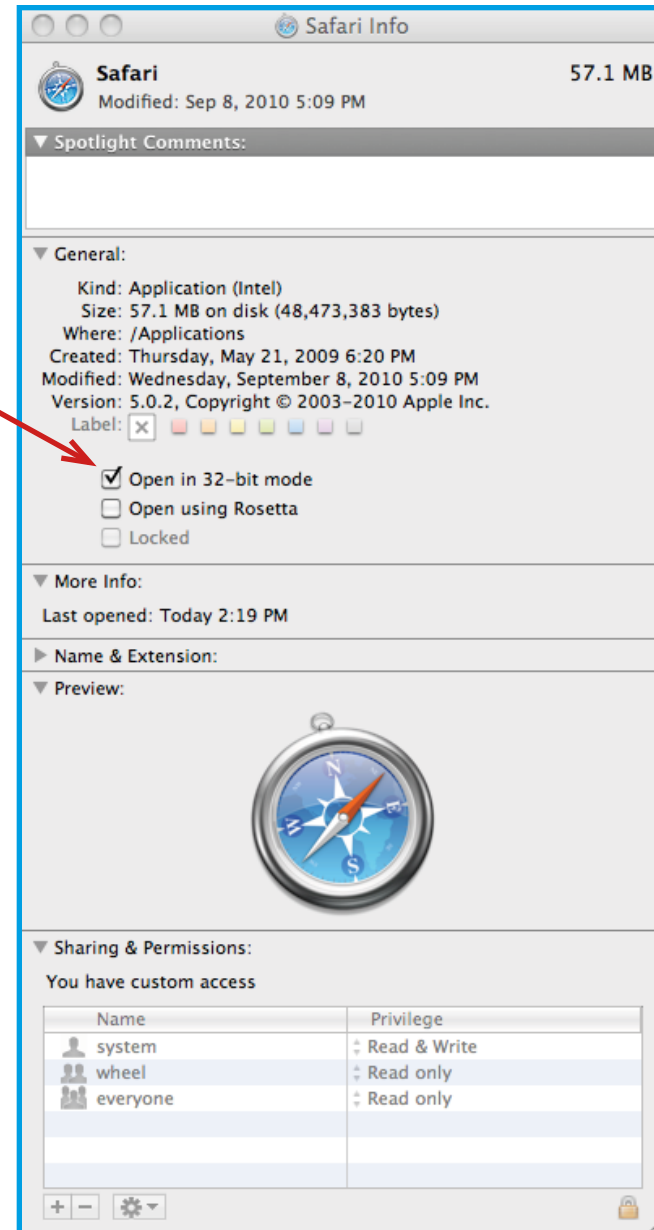 Safari Info
Safari 57.1 MB
Modified: Sep 8, 2010 5:09 PM
Spotlight Comments:
General:
Kind: Application (Intel)
Size: 57.1 MB on disk (48,473,383 bytes)
Where: /Applications
Created: Thursday, May 21, 2009 6:20 PM
Modified: Wednesday, September 8, 2010 5:09 PM
Version: 5.0.2, Copyright © 2003–2010 Apple Inc.
Label:
Open in 32-bit mode
Open using Rosetta
Locked
More Info:
Last opened: Today 2:19 PM
Name & Extension:
Preview:
N
E
W
S
Sharing & Permissions:
You have custom access
Name Privilege
system Read & Write
wheel Read only
everyone Read only